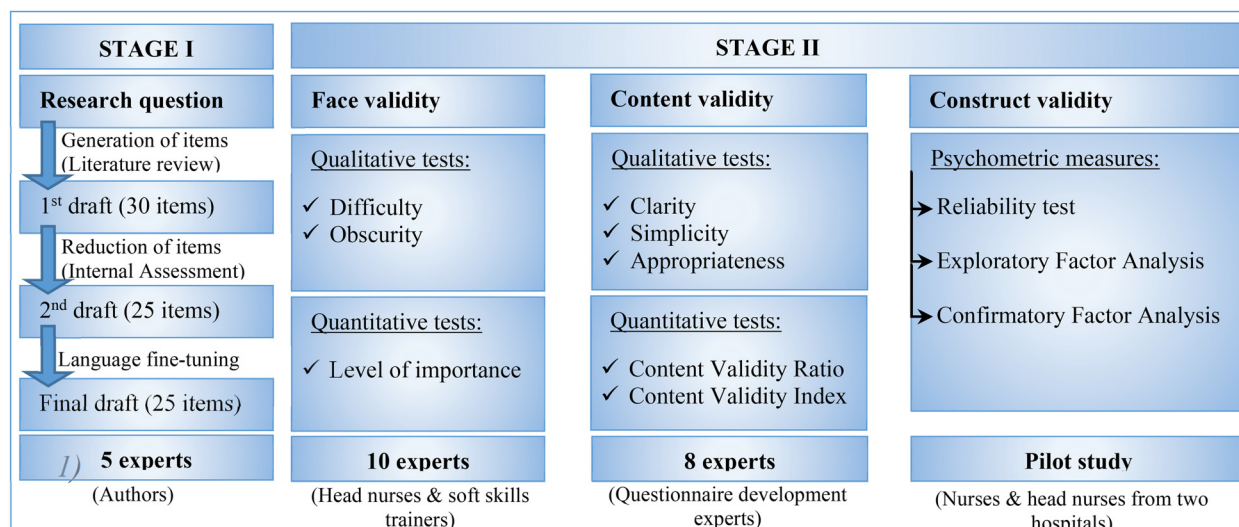 STAGE I
Research question
Generation of items
(Literature review)
1st draft (30 items)
Reduction of items
(Internal Assessment)
2nd draft (25 items)
Language fine-tuning
Final draft (25 items)
1)
5 experts
(Authors)
STAGE II
Face validity
Qualitative tests:
✓ Difficulty
✓ Obscurity
Quantitative tests:
✓ Level of importance
10 experts
(Head nurses & soft skills
trainers)
Content validity
Qualitative tests:
✓ Clarity
✓ Simplicity
✓ Appropriateness
Quantitative tests:
✓ Content Validity Ratio
✓ Content Validity Index
8 experts
(Questionnaire development
experts)
Construct validity
Psychometric measures:
Reliability test
Exploratory Factor Analysis
Confirmatory Factor Analysis
Pilot study
(Nurses & head nurses from two
hospitals)